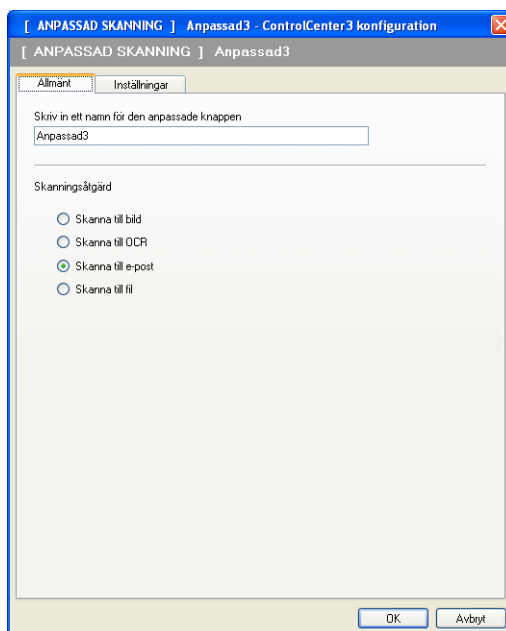 [ ANPASSAD SKANNING ] Anpassad3 - ControlCenter3 konfiguration
[ ANPASSAD SKANNING ] Anpassad3
Allmänt Inställningar
Skriv in ett namn för den anpassade knappen
Anpassad3
Skanningsåtgärd
Skanna till bild
Skanna till OCR
Skanna till e-post
Skanna till fil
OK Avbryt